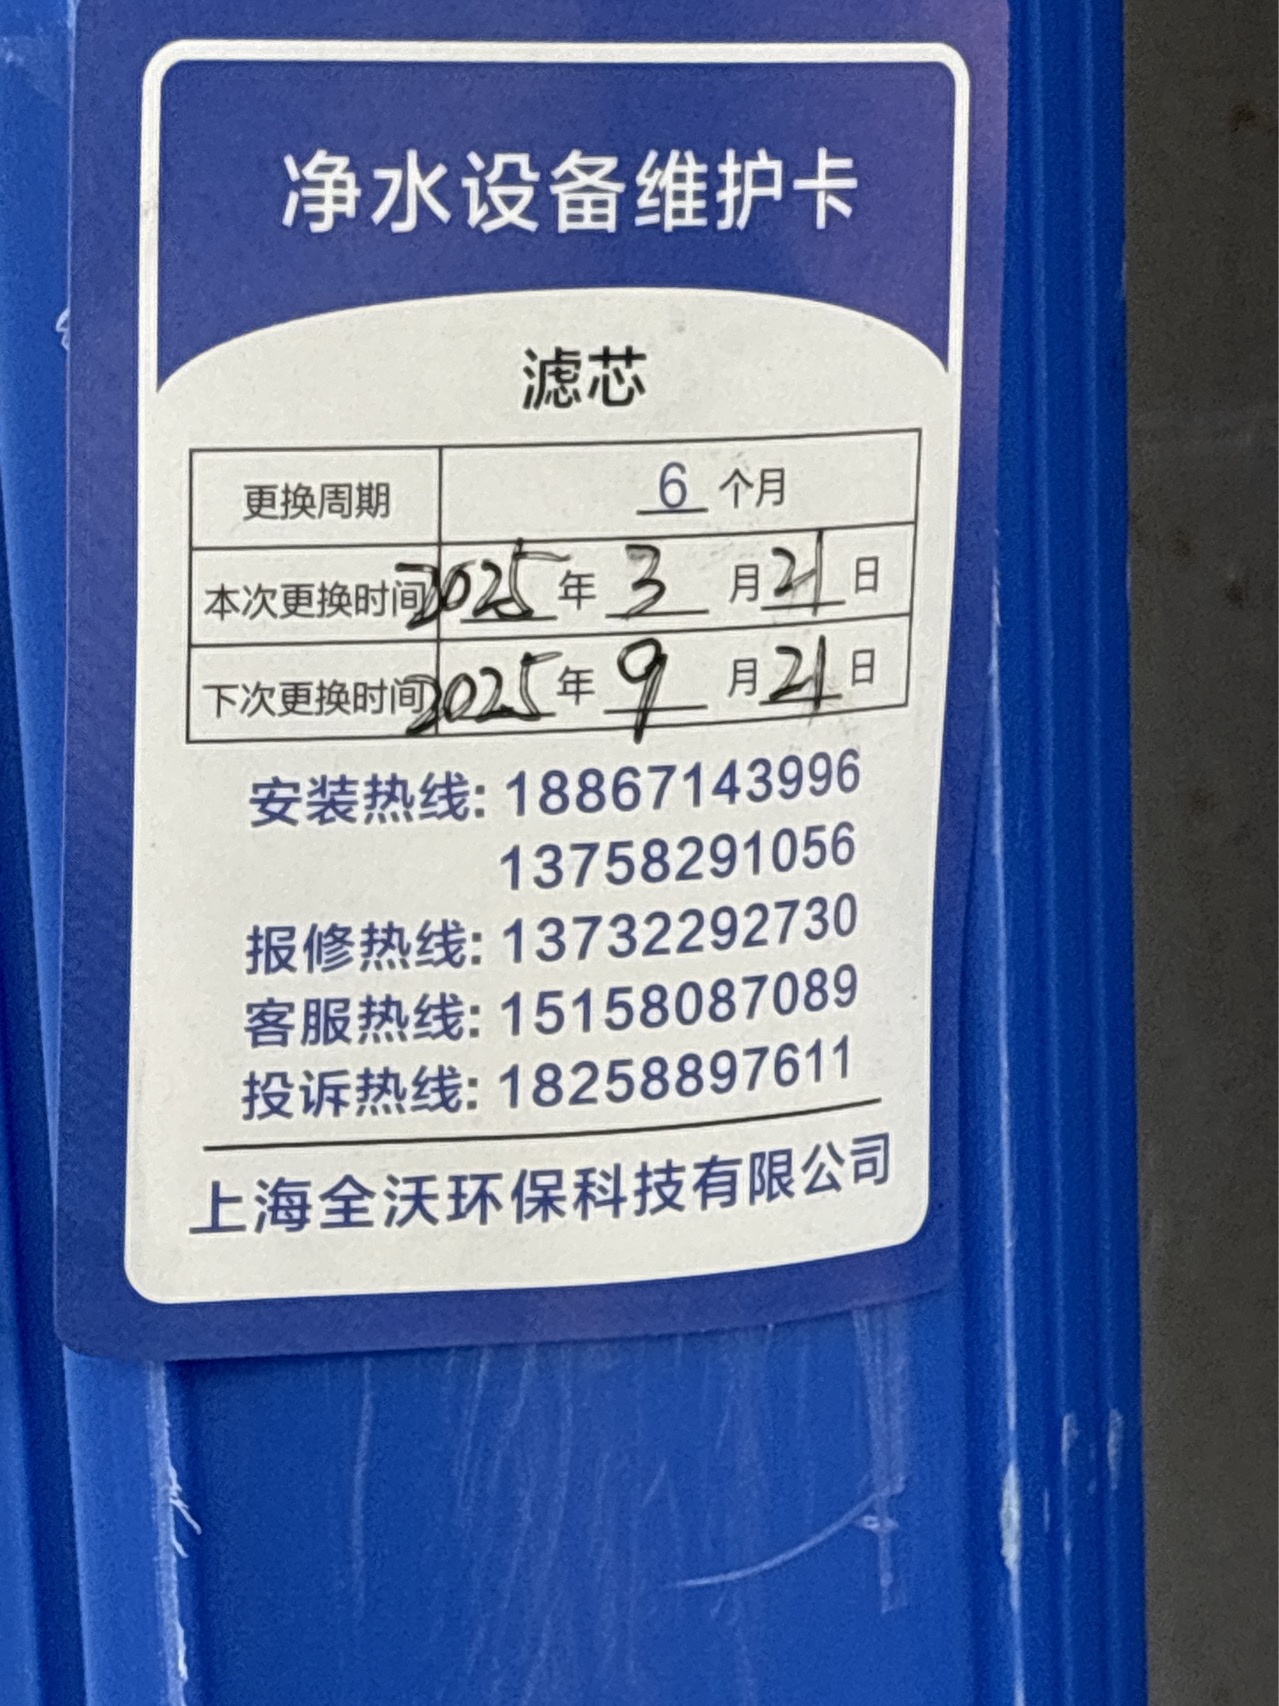 净水设备维护卡
滤芯
更换周期 6 个月
本次更换时间 2025 年 3 月 21 日
下次更换时间 2025 年 9 月 21 日
安装热线: 18867143996
13758291056
报修热线: 13732292730
客服热线: 15158087089
投诉热线: 18258897611
上海全沃环保科技有限公司